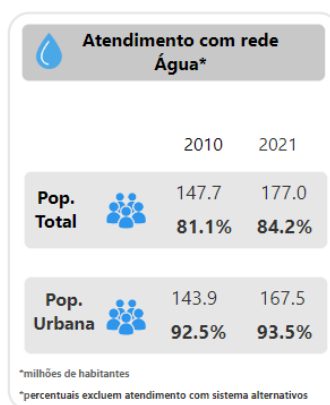 Atendimento com rede
Água*
2010 2021
Pop. Total 147.7 177.0
81.1% 84.2%
Pop. Urbana 143.9 167.5
92.5% 93.5%
*milhões de habitantes
*percentuais excluem atendimento com sistema alternativos